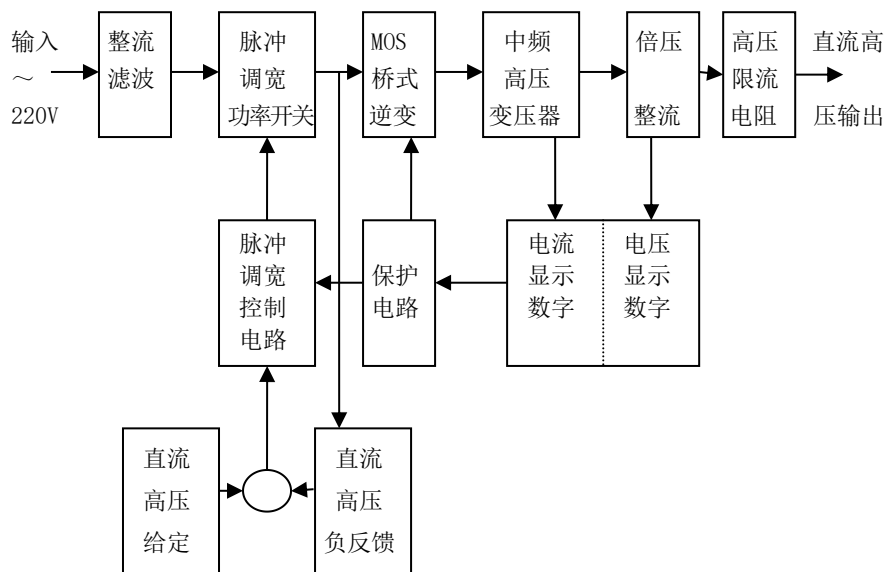 输入
～
220V
整流
滤波
脉冲
调宽
功率开关
MOS
桥式
逆变
中频
高压
变压器
倍压
整流
高压
限流
电阻
直流高
压输出
脉冲
调宽
控制
电路
保护
电路
电流
显示
数字
电压
显示
数字
直流
高压
给定
直流
高压
负反馈